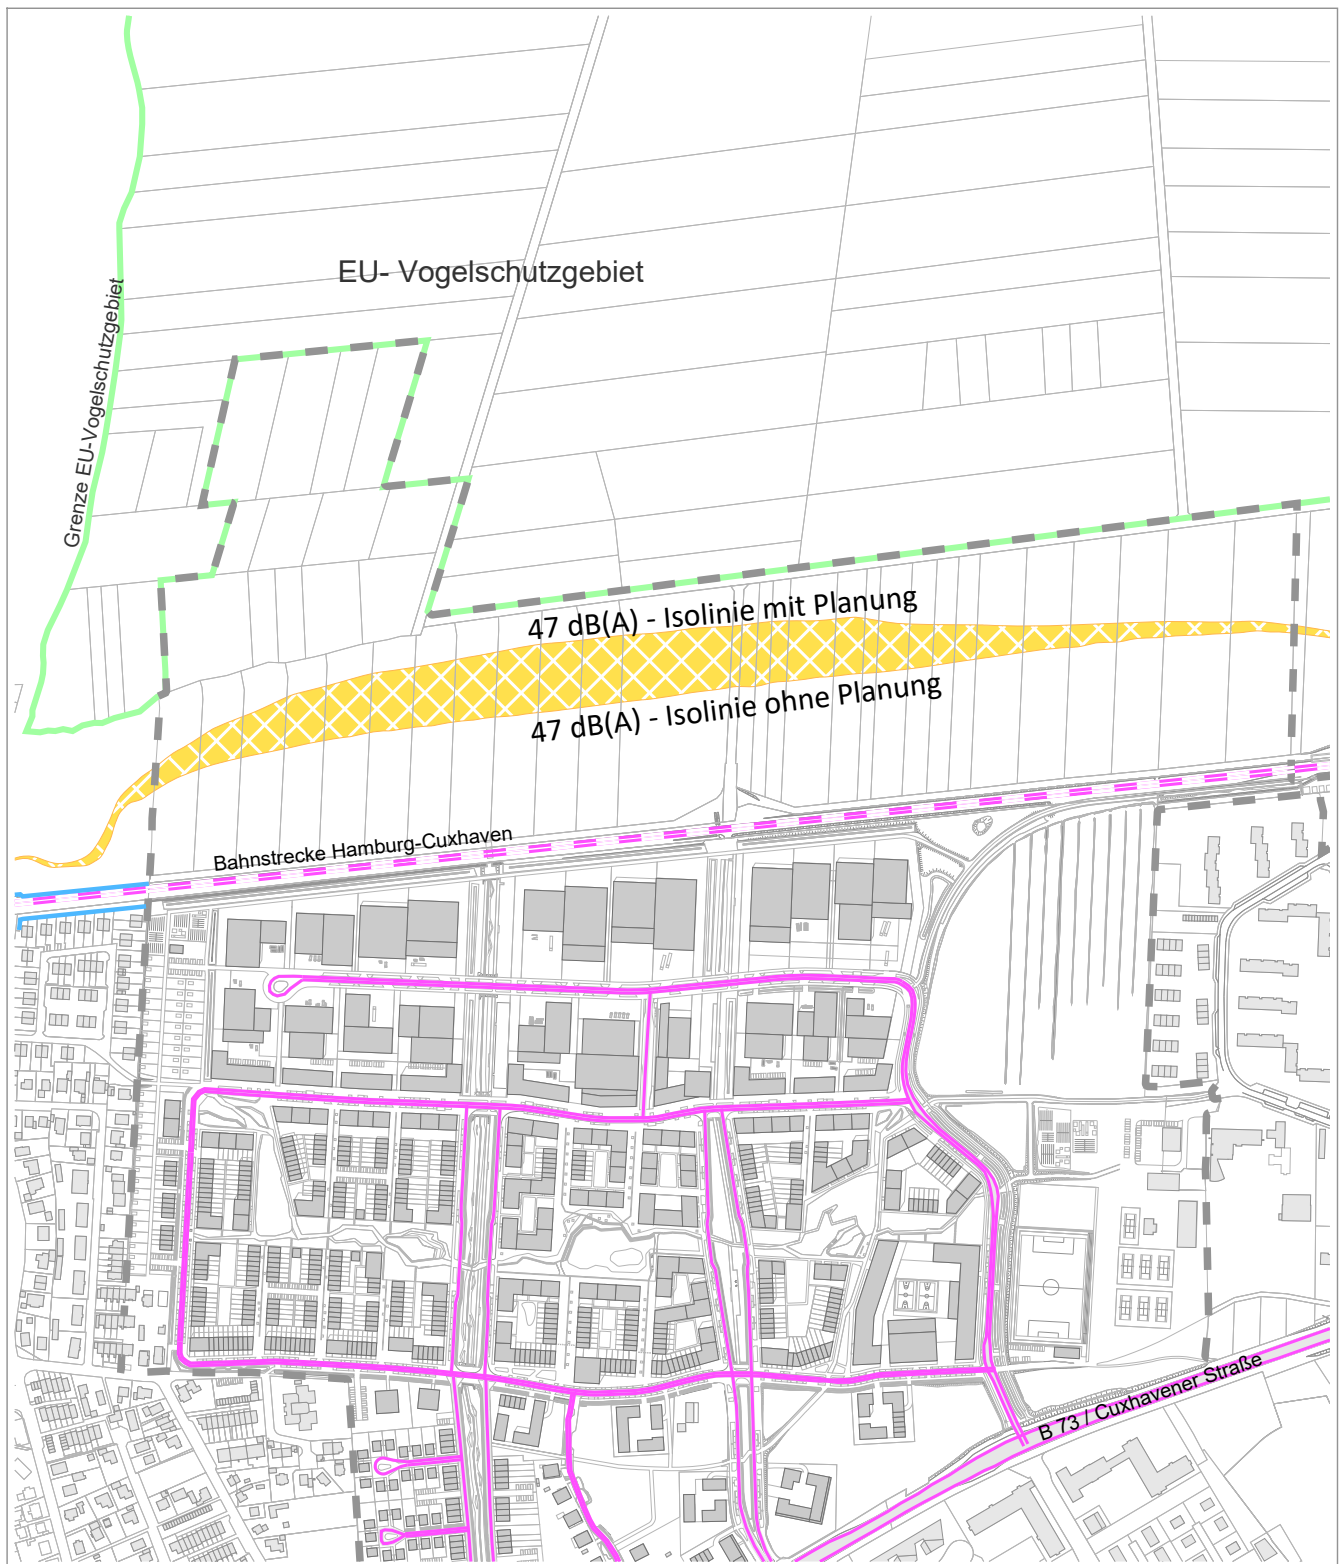 EU- Vogelschutzgebiet
Grenze EU-Vogelschutzgebiet
47 dB(A) - Isolinie mit Planung
47 dB(A) - Isolinie ohne Planung
Bahnstrecke Hamburg-Cuxhaven
B 73 / Cuxhavener Straße